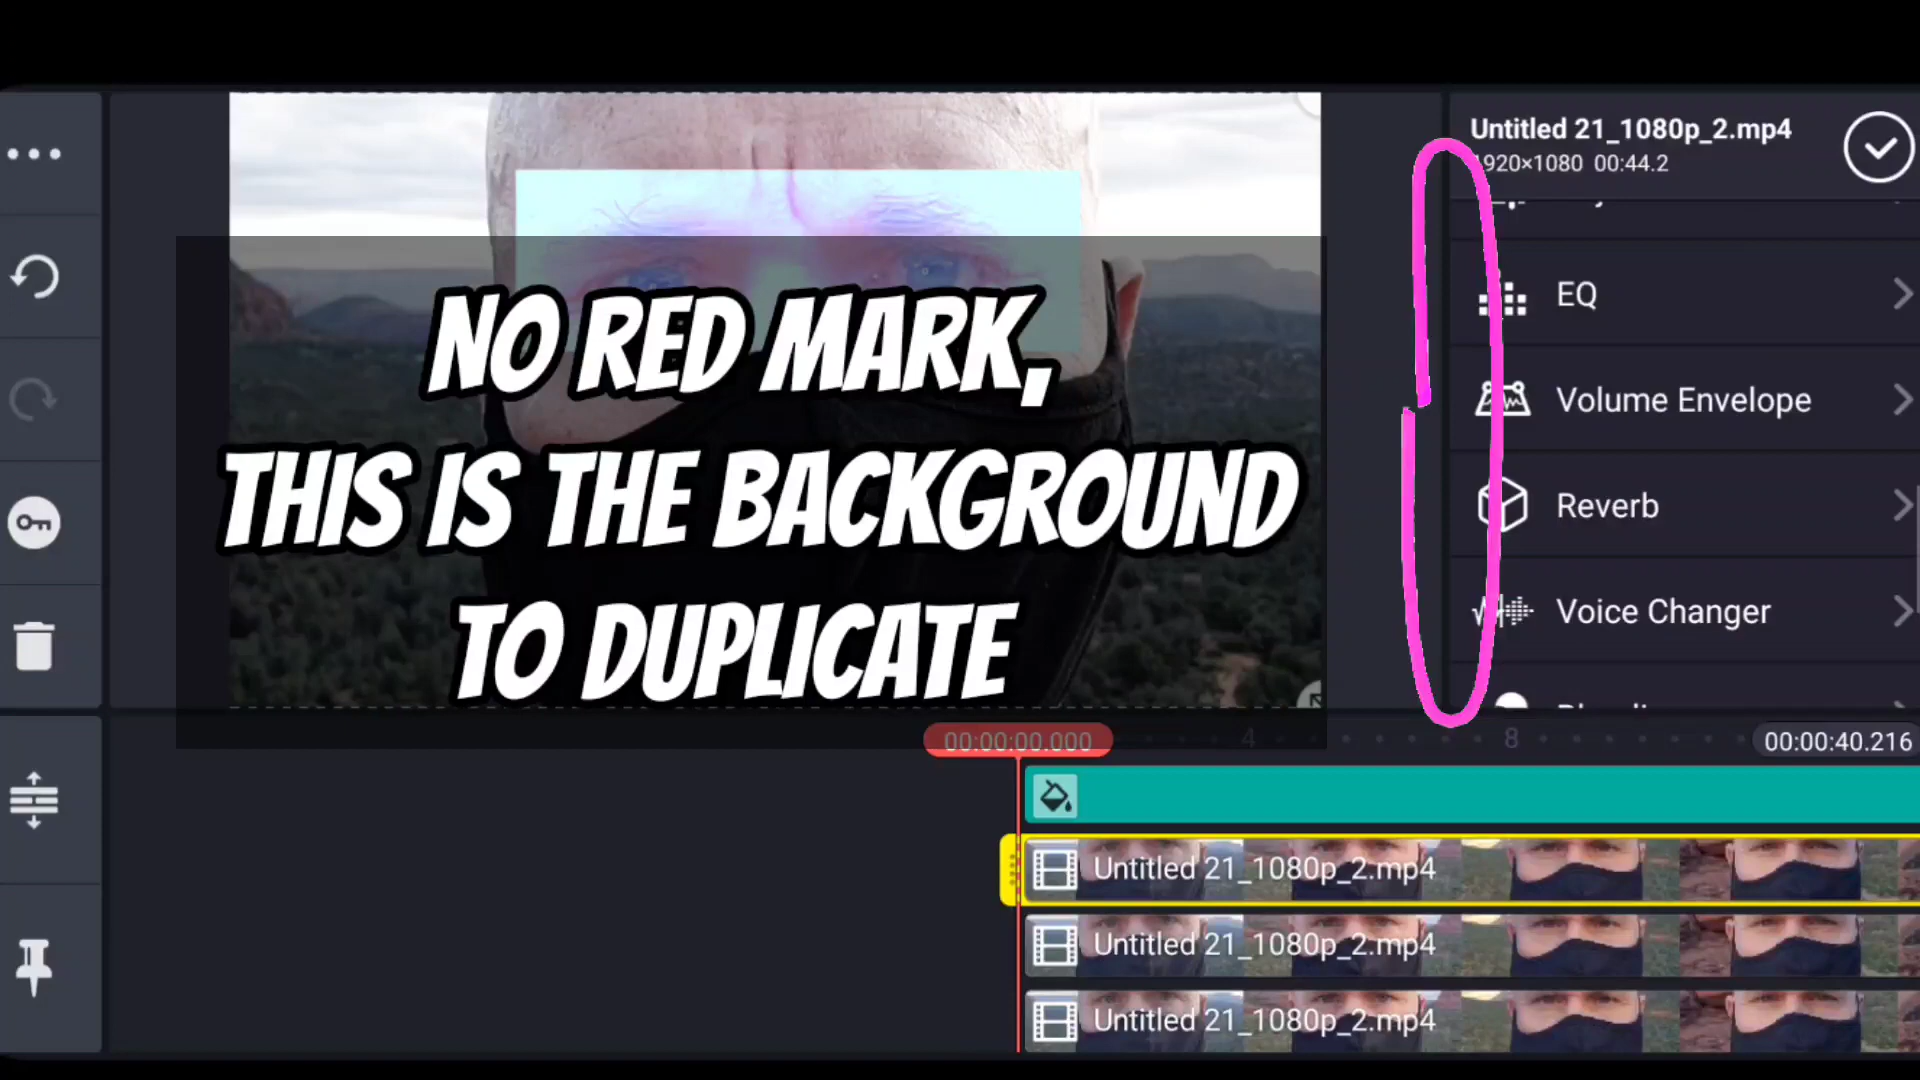 Untitled 21_1080p_2.mp4
1920×1080 00:44.2
EQ
Volume Envelope
Reverb
Voice Changer
NO RED MARK,
THIS IS THE BACKGROUND
TO DUPLICATE
00:00:00.000
4
8
00:00:40.216
Untitled 21_1080p_2.mp4
Untitled 21_1080p_2.mp4
Untitled 21_1080p_2.mp4